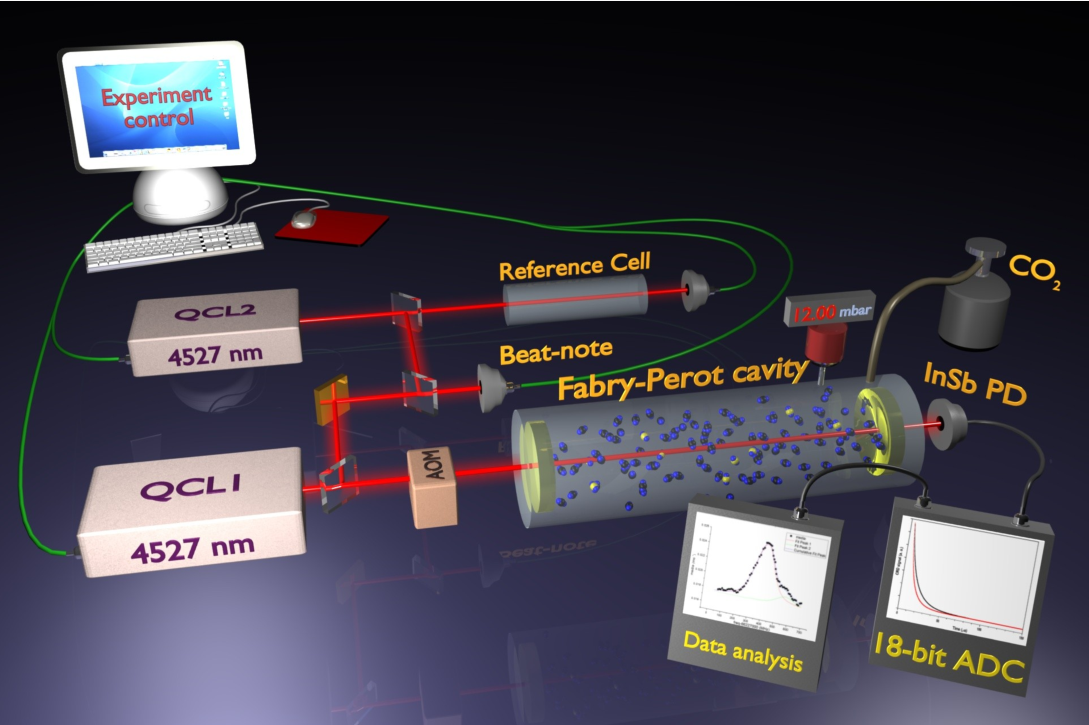 Experiment
control
QCL2
4527 nm
Reference Cell
Beat-note
Fabry-Perot cavity
12.00 mbar
CO₂
InSb PD
QCL1
4527 nm
AOM
Data analysis
18-bit ADC